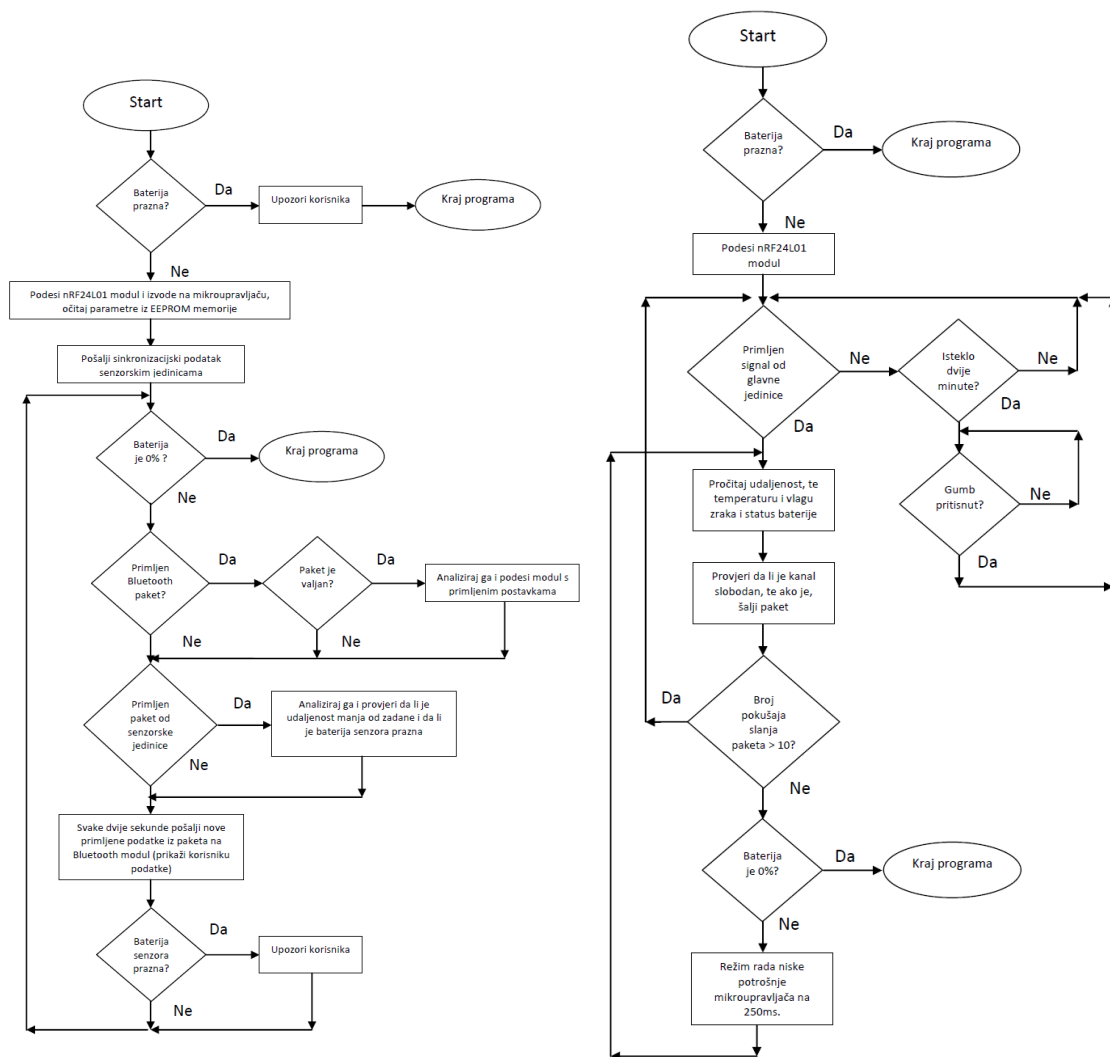 Start
Baterija
prazna?
Da
Upozori korisnika
Kraj programa
Ne
Podesi nRF24L01 modul i izvode na mikroupravljaču,
očitaj parametre iz EEPROM memorije
Pošalji sinkronizacijski podatak
senzorskim jedinicama
Baterija
je 0% ?
Da
Kraj programa
Ne
Primljen
Bluetooth
paket?
Da
Paket je
valjan?
Da
Analiziraj ga i podesi modul s
primljenim postavkama
Ne
Ne
Primljen
paket od
senzorske
jedinice
Da
Analiziraj ga i provjeri da li je
udaljenost manja od zadane i da li
je baterija senzora prazna
Ne
Svake dvije sekunde pošalji nove
primljene podatke iz paketa na
Bluetooth modul (prikaži korisniku
podatke)
Baterija
senzora
prazna?
Da
Upozori korisnika
Ne
Start
Baterija
prazna?
Da
Kraj programa
Ne
Podesi nRF24L01
modul
Primljen
signal od
glavne
jedinice
Ne
Isteklo
dvije
minute?
Ne
Da
Da
Gumb
pritisnut?
Ne
Da
Pročitaj udaljenost, te
temperaturu i vlagu
zraka i status baterije
Provjeri da li je kanal
slobodan, te ako je,
šalji paket
Da
Broj
pokušaja
slanja
paketa > 10?
Ne
Baterija
je 0%?
Da
Kraj programa
Ne
Režim rada niske
potrošnje
mikroupravljača na
250ms.